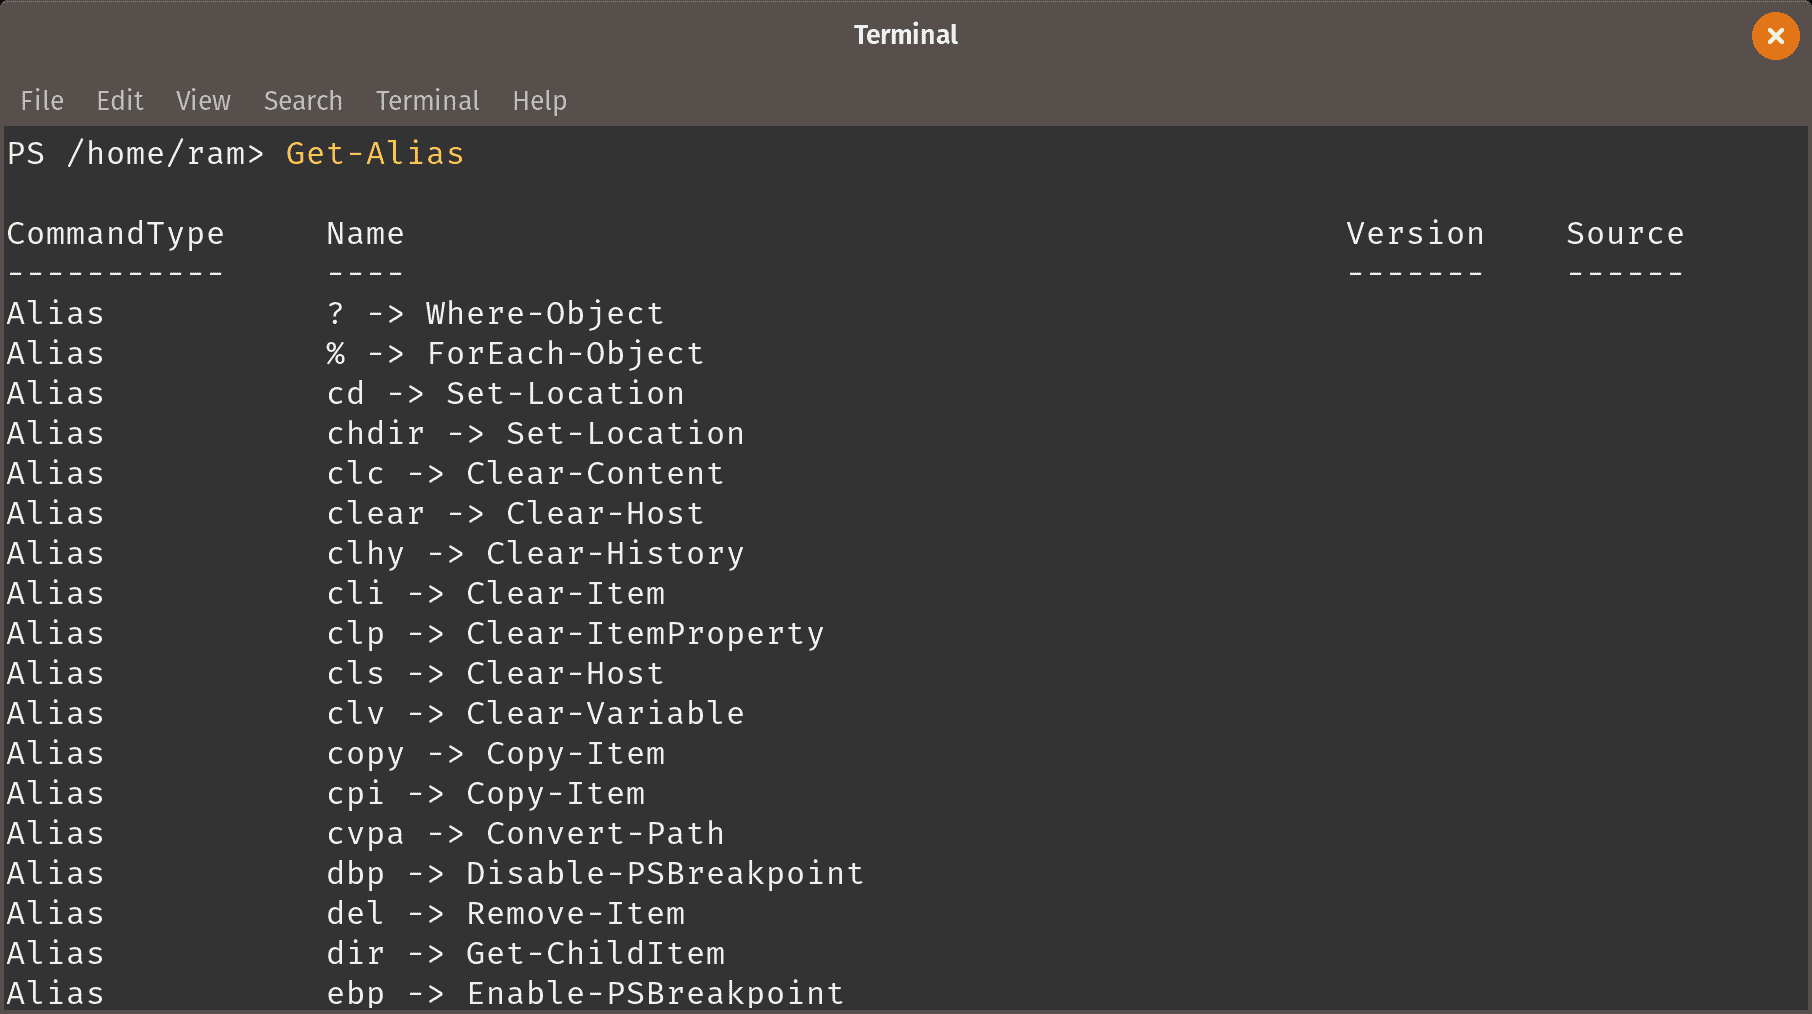 Terminal
File Edit View Search Terminal Help
PS /home/ram> Get-Alias
CommandType Name Version Source
----------- ---- ------- ------
Alias ? -> Where-Object
Alias % -> ForEach-Object
Alias cd -> Set-Location
Alias chdir -> Set-Location
Alias clc -> Clear-Content
Alias clear -> Clear-Host
Alias clhy -> Clear-History
Alias cli -> Clear-Item
Alias clp -> Clear-ItemProperty
Alias cls -> Clear-Host
Alias clv -> Clear-Variable
Alias copy -> Copy-Item
Alias cpi -> Copy-Item
Alias cvpa -> Convert-Path
Alias dbp -> Disable-PSBreakpoint
Alias del -> Remove-Item
Alias dir -> Get-ChildItem
Alias ebp -> Enable-PSBreakpoint